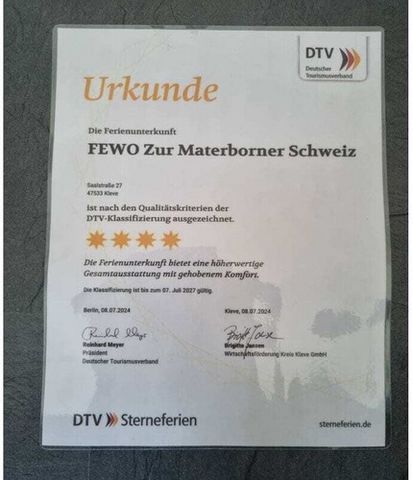 DTV
Deutscher
Tourismusverband
Urkunde
Die Ferienunterkunft
FEWO Zur Materborner Schweiz
Saalstraße 27
47533 Kleve
ist nach den Qualitätskriterien der
DTV-Klassifizierung ausgezeichnet.
Die Ferienunterkunft bietet eine höherwertige
Gesamtausstattung mit gehobenem Komfort.
Die Klassifizierung ist bis zum 07. Juli 2027 gültig.
Berlin, 08.07.2024
Kleve, 08.07.2024
Reinhard Meyer
Präsident
Deutscher Tourismusverband
Brigitte Jansen
Wirtschaftsförderung Kreis Kleve GmbH
DTV Sterneferien
sterneferien.de